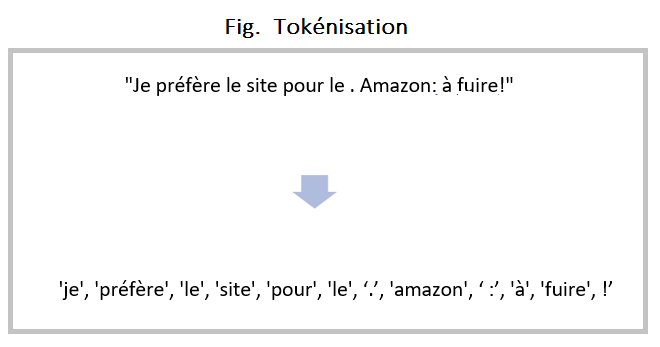 Fig. Tokénisation
"Je préfère le site pour le . Amazon: à fuire!"
'je', 'préfère', 'le', 'site', 'pour', 'le', ‘.’, 'amazon', ‘ :’, 'à', 'fuire', !’